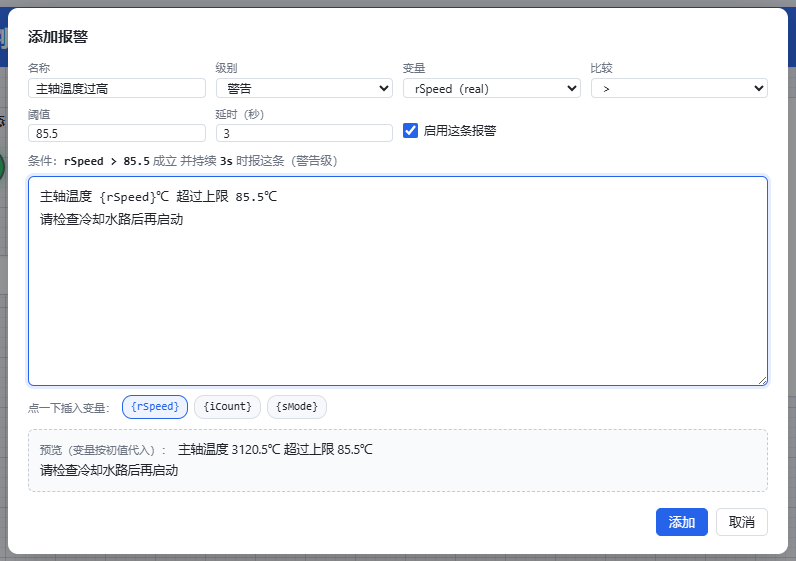 添加报警
名称 级别 变量 比较
主轴温度过高 警告 rSpeed（real） >
阈值 延时（秒）
85.5 3 启用这条报警
条件：rSpeed > 85.5 成立 并持续 3s 时报这条（警告级）
主轴温度 {rSpeed}℃ 超过上限 85.5℃
请检查冷却水路后再启动
点一下插入变量： {rSpeed} {iCount} {sMode}
预览（变量按初值代入）： 主轴温度 3120.5℃ 超过上限 85.5℃
请检查冷却水路后再启动
添加 取消